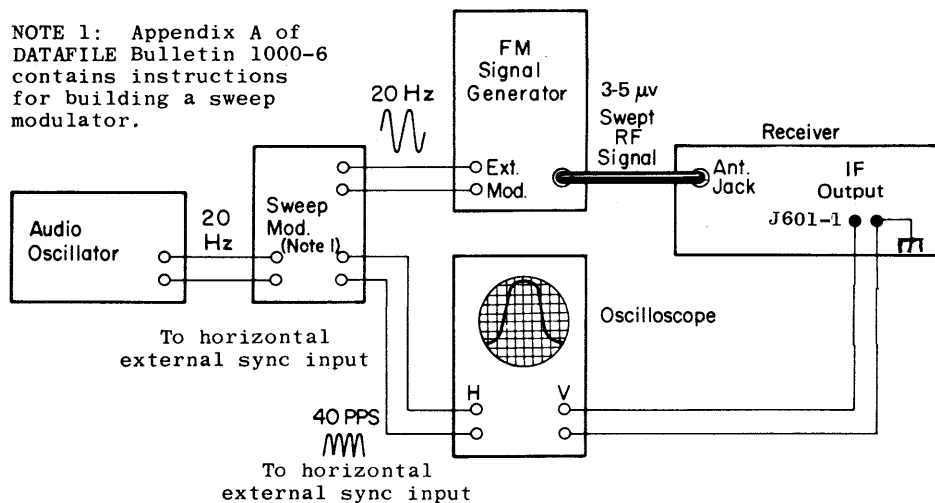 NOTE 1: Appendix A of
DATAFILE Bulletin 1000-6
contains instructions
for building a sweep
modulator.
FM
Signal
Generator
20 Hz
Ext.
Mod.
3-5 μv
Swept
RF
Signal
Receiver
Ant.
Jack
IF
Output
J601-1
Audio
Oscillator
20
Hz
Sweep
Mod.
(Note 1)
To horizontal
external sync input
Oscilloscope
H
V
40 PPS
To horizontal
external sync input